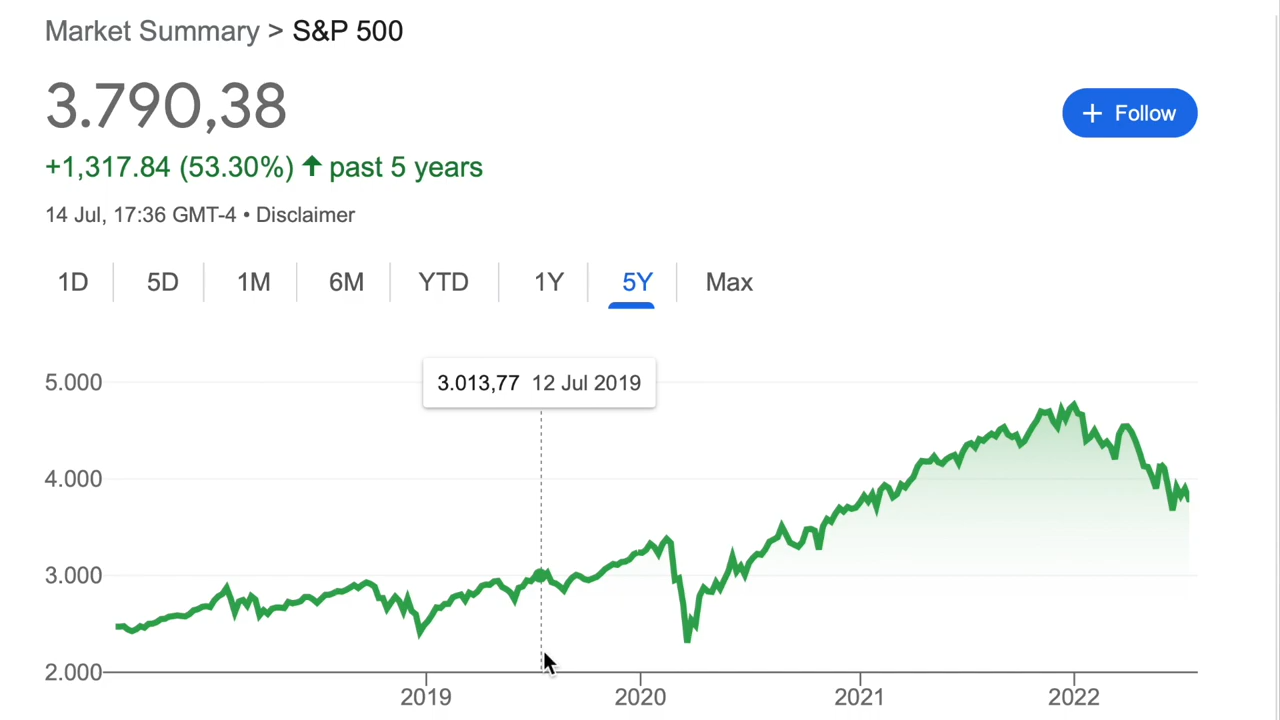 Market Summary > S&P 500
3.790,38
+ Follow
+1,317.84 (53.30%) ↑ past 5 years
14 Jul, 17:36 GMT-4 • Disclaimer
1D 5D 1M 6M YTD 1Y 5Y Max
3.013,77 12 Jul 2019
5.000
4.000
3.000
2.000
2019 2020 2021 2022